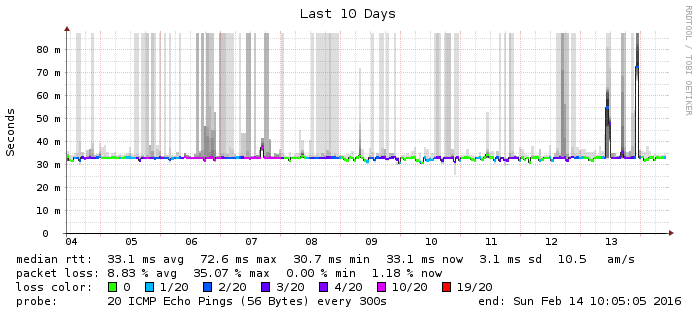 Last 10 Days
RRDTOOL / TOBI OETIKER
Seconds
80 m
70 m
60 m
50 m
40 m
30 m
20 m
10 m
0
04 05 06 07 08 09 10 11 12 13
median rtt: 33.1 ms avg 72.6 ms max 30.7 ms min 33.1 ms now 3.1 ms sd 10.5 am/s
packet loss: 8.83 % avg 35.07 % max 0.00 % min 1.18 % now
loss color: 0 1/20 2/20 3/20 4/20 10/20 19/20
probe: 20 ICMP Echo Pings (56 Bytes) every 300s end: Sun Feb 14 10:05:05 2016